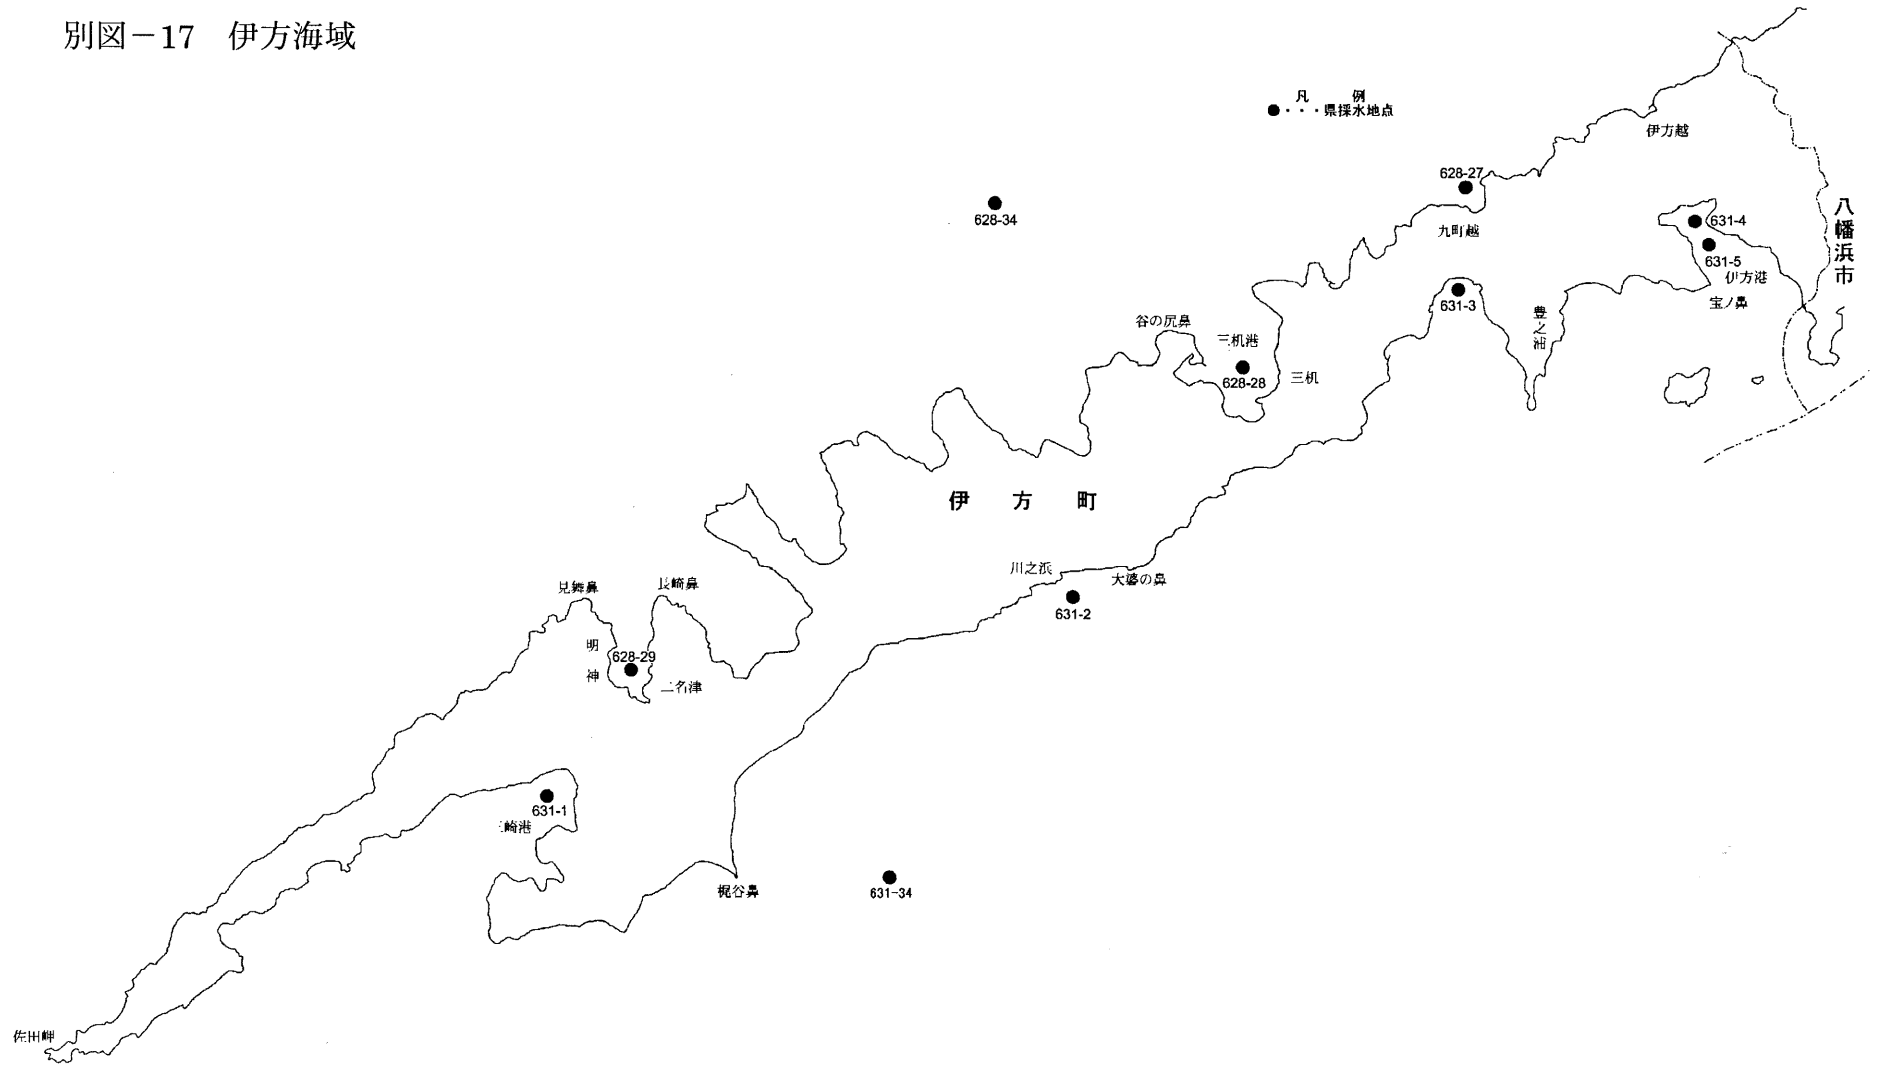 別図－17　伊方海域
凡　例
●・・・県採水地点
伊方越
628-27
九町越
628-34
八幡浜市
631-4
631-5
伊方港
宝ノ鼻
631-3
豊之浦
谷の尻鼻
三机港
628-28
三机
伊方町
川之浜
大婆の鼻
631-2
見舞鼻
長崎鼻
明神
628-29
二名津
631-1
崎港
梶谷鼻
631-34
佐田岬